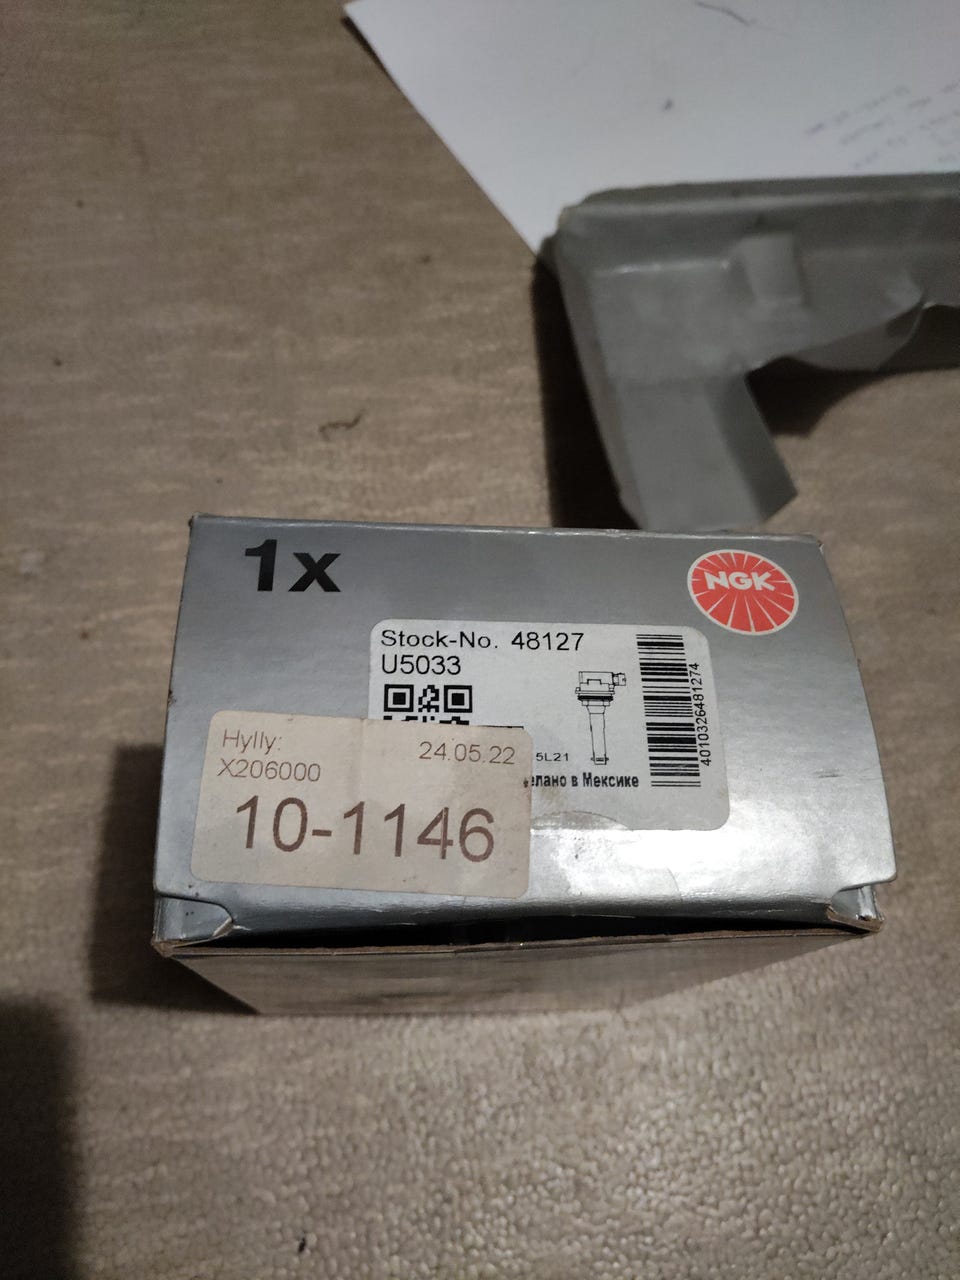 1x
NGK
Stock-No. 48127
U5033
5L21
елано в Мексике
4010326481274
Hylly:
24.05.22
X206000
10-1146